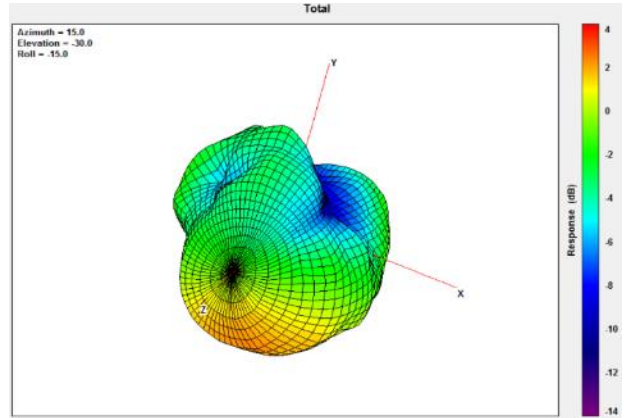 Total
Azimuth = 15.0
Elevation = -30.0
Roll = -15.0
Y
X
Z
Response (dB)
4
2
0
-2
-4
-6
-8
-10
-12
-14